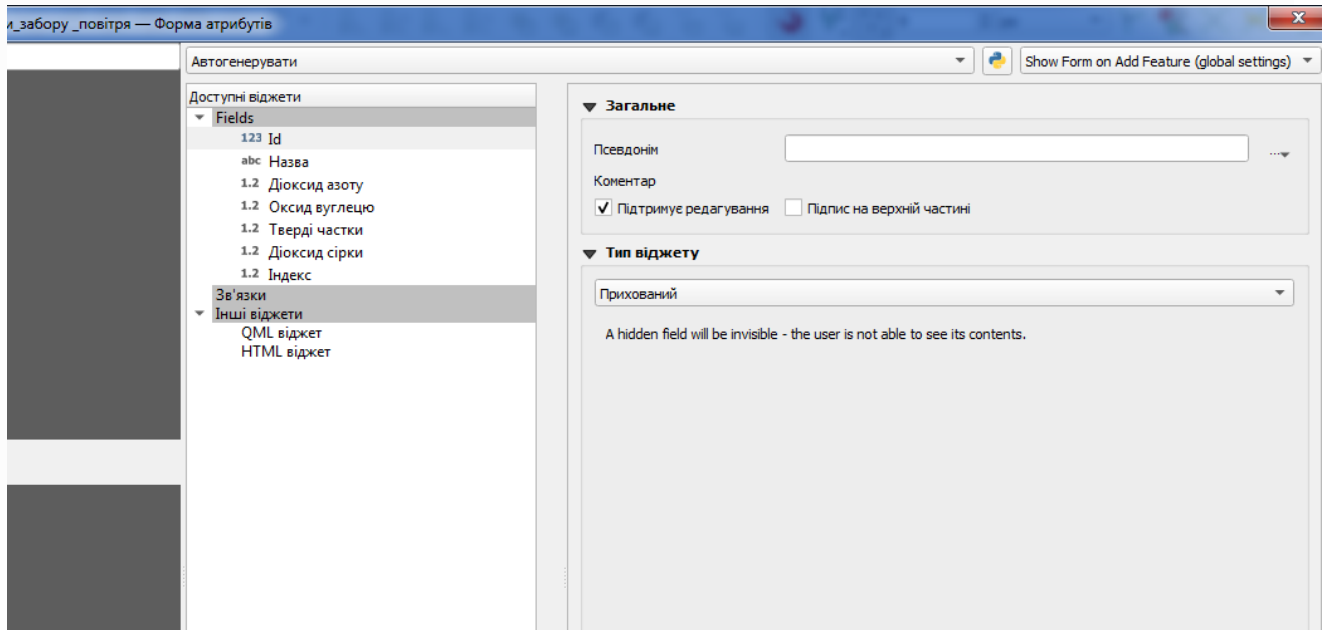 и_забору _повітря — Форма атрибутів
Автогенерувати
Show Form on Add Feature (global settings)
Доступні віджети
Fields
123 Id
abc Назва
1.2 Діоксид азоту
1.2 Оксид вуглецю
1.2 Тверді частки
1.2 Діоксид сірки
1.2 Індекс
Зв'язки
Інші віджети
QML віджет
HTML віджет
Загальне
Псевдонім
...
Коментар
Підтримує редагування
Підпис на верхній частині
Тип віджету
Прихований
A hidden field will be invisible - the user is not able to see its contents.